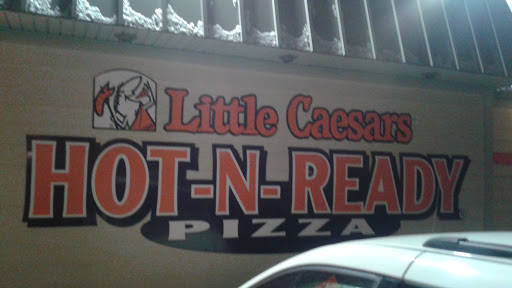 Little Caesars
HOT-N-READY
PIZZA